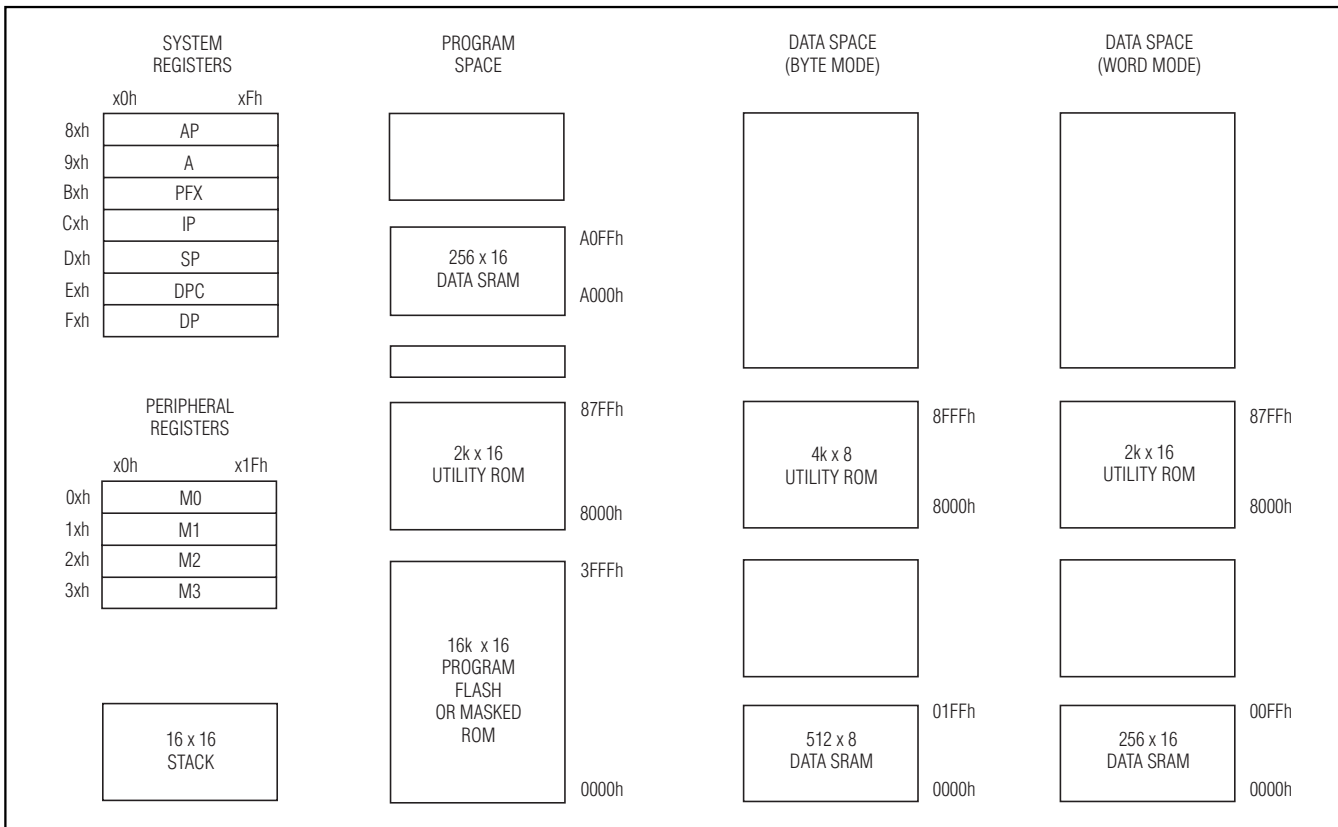 SYSTEM
REGISTERS
x0h xFh
8xh AP
9xh A
Bxh PFX
Cxh IP
Dxh SP
Exh DPC
Fxh DP
PERIPHERAL
REGISTERS
x0h x1Fh
0xh M0
1xh M1
2xh M2
3xh M3
16 x 16
STACK
PROGRAM
SPACE
A0FFh
256 x 16
DATA SRAM
A000h
87FFh
2k x 16
UTILITY ROM
8000h
3FFFh
16k x 16
PROGRAM
FLASH
OR MASKED
ROM
0000h
DATA SPACE
(BYTE MODE)
8FFFh
4k x 8
UTILITY ROM
8000h
01FFh
512 x 8
DATA SRAM
0000h
DATA SPACE
(WORD MODE)
87FFh
2k x 16
UTILITY ROM
8000h
00FFh
256 x 16
DATA SRAM
0000h